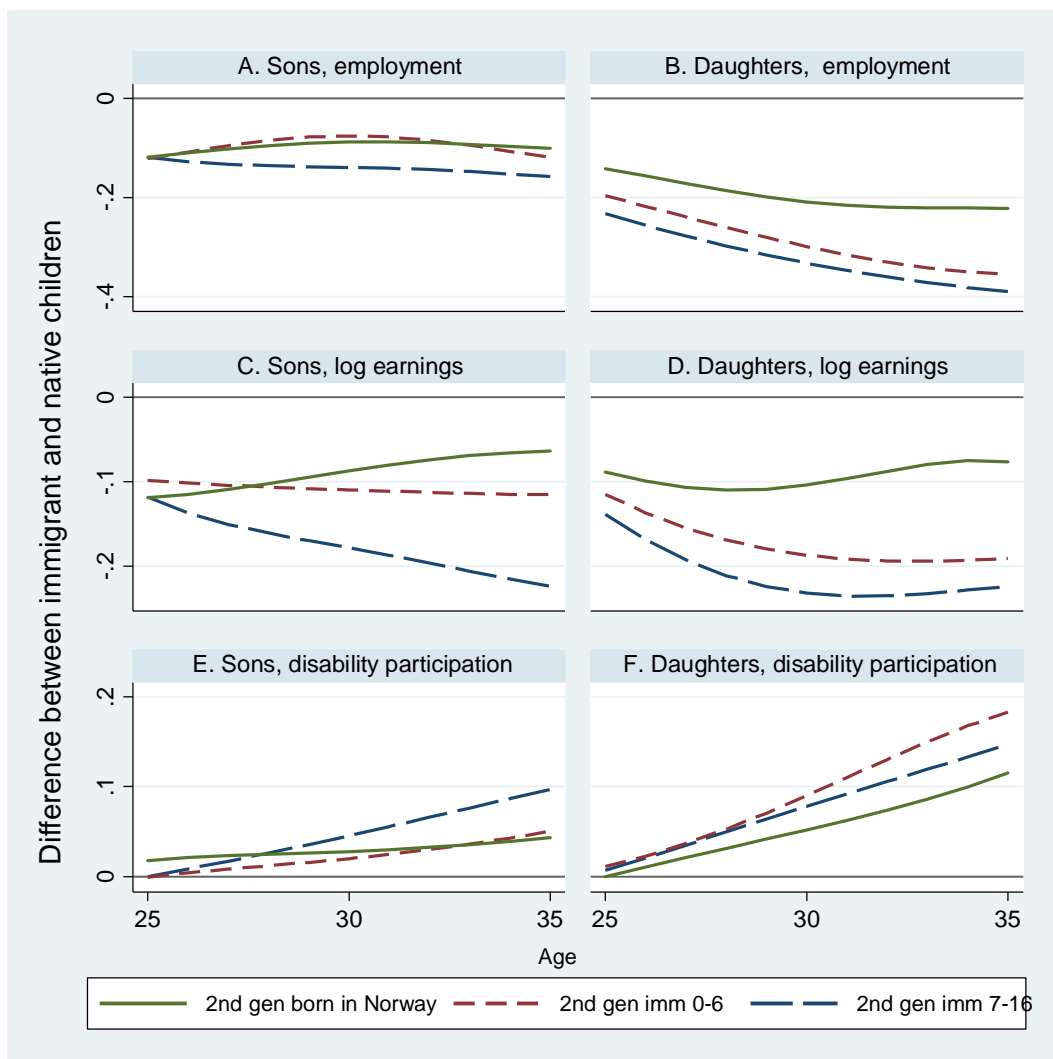 A. Sons, employment
B. Daughters, employment
0
-.2
-.4
C. Sons, log earnings
D. Daughters, log earnings
0
-.1
-.2
E. Sons, disability participation
F. Daughters, disability participation
.2
.1
0
25 30 35 25 30 35
Age
Difference between immigrant and native children
2nd gen born in Norway 2nd gen imm 0-6 2nd gen imm 7-16